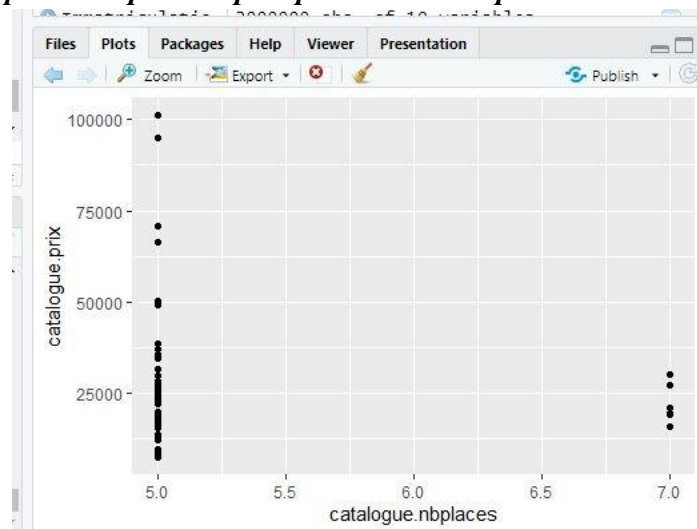 Files Plots Packages Help Viewer Presentation
Zoom Export Publish
100000
75000
50000
25000
catalogue.prix
5.0 5.5 6.0 6.5 7.0
catalogue.nbplaces